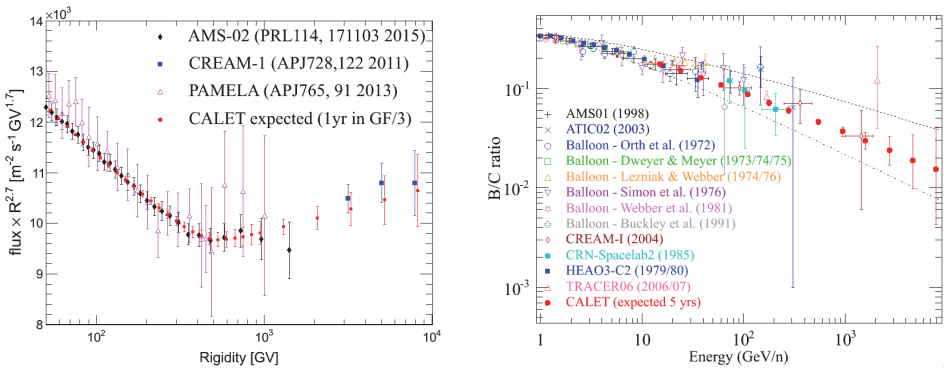 ×10³
14
13
12
11
10
9
8
flux × R²·⁷ [m⁻² s⁻¹ GV¹·⁷]
AMS-02 (PRL114, 171103 2015)
CREAM-1 (APJ728,122 2011)
PAMELA (APJ765, 91 2013)
CALET expected (1yr in GF/3)
10² 10³ 10⁴
Rigidity [GV]
B/C ratio
10⁻¹
10⁻²
10⁻³
AMS01 (1998)
ATIC02 (2003)
Balloon - Orth et al. (1972)
Balloon - Dweyer & Meyer (1973/74/75)
Balloon - Lezniak & Webber (1974/76)
Balloon - Simon et al. (1976)
Balloon - Webber et al. (1981)
Balloon - Buckley et al. (1991)
CREAM-I (2004)
CRN-Spacelab2 (1985)
HEAO3-C2 (1979/80)
TRACER06 (2006/07)
CALET (expected 5 yrs)
1 10 10² 10³
Energy (GeV/n)